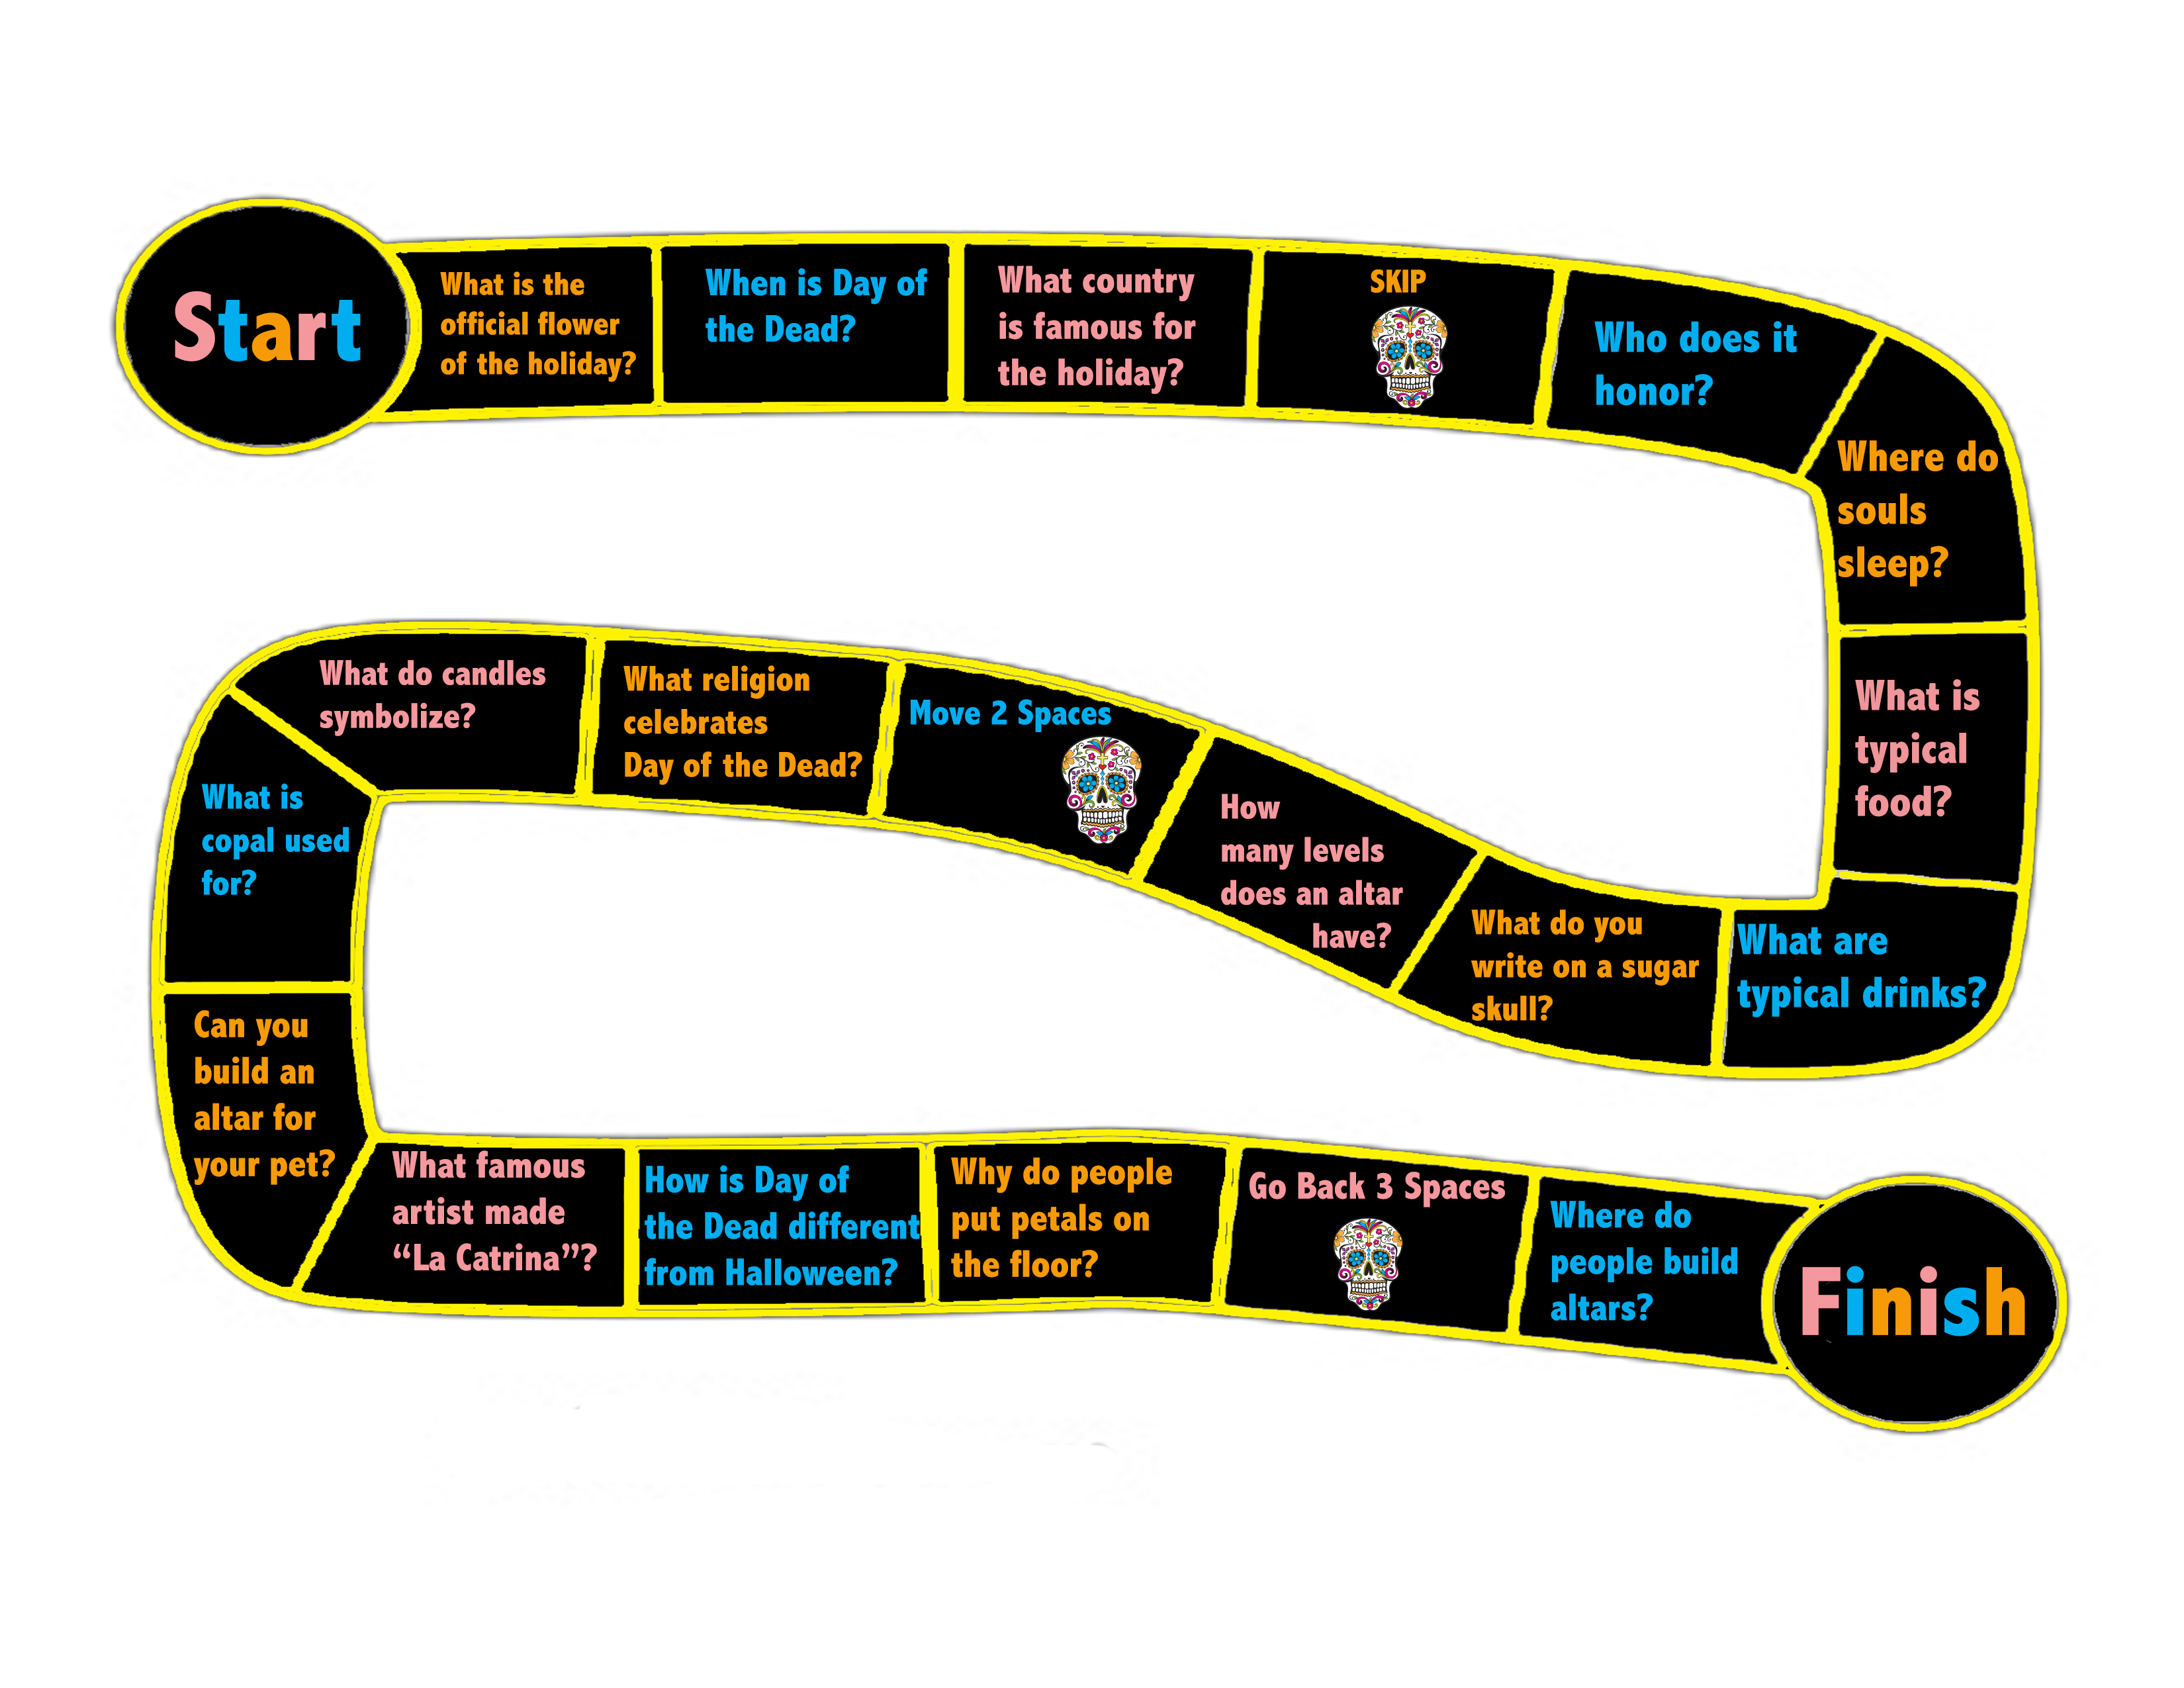 Start
What is the
official flower
of the holiday?
When is Day of
the Dead?
What country
is famous for
the holiday?
SKIP
Who does it
honor?
Where do
souls
sleep?
What is
typical
food?
What are
typical drinks?
What do you
write on a sugar
skull?
How
many levels
does an altar
have?
Move 2 Spaces
What religion
celebrates
Day of the Dead?
What do candles
symbolize?
What is
copal used
for?
Can you
build an
altar for
your pet?
What famous
artist made
“La Catrina”?
How is Day of
the Dead different
from Halloween?
Why do people
put petals on
the floor?
Go Back 3 Spaces
Where do
people build
altars?
Finish